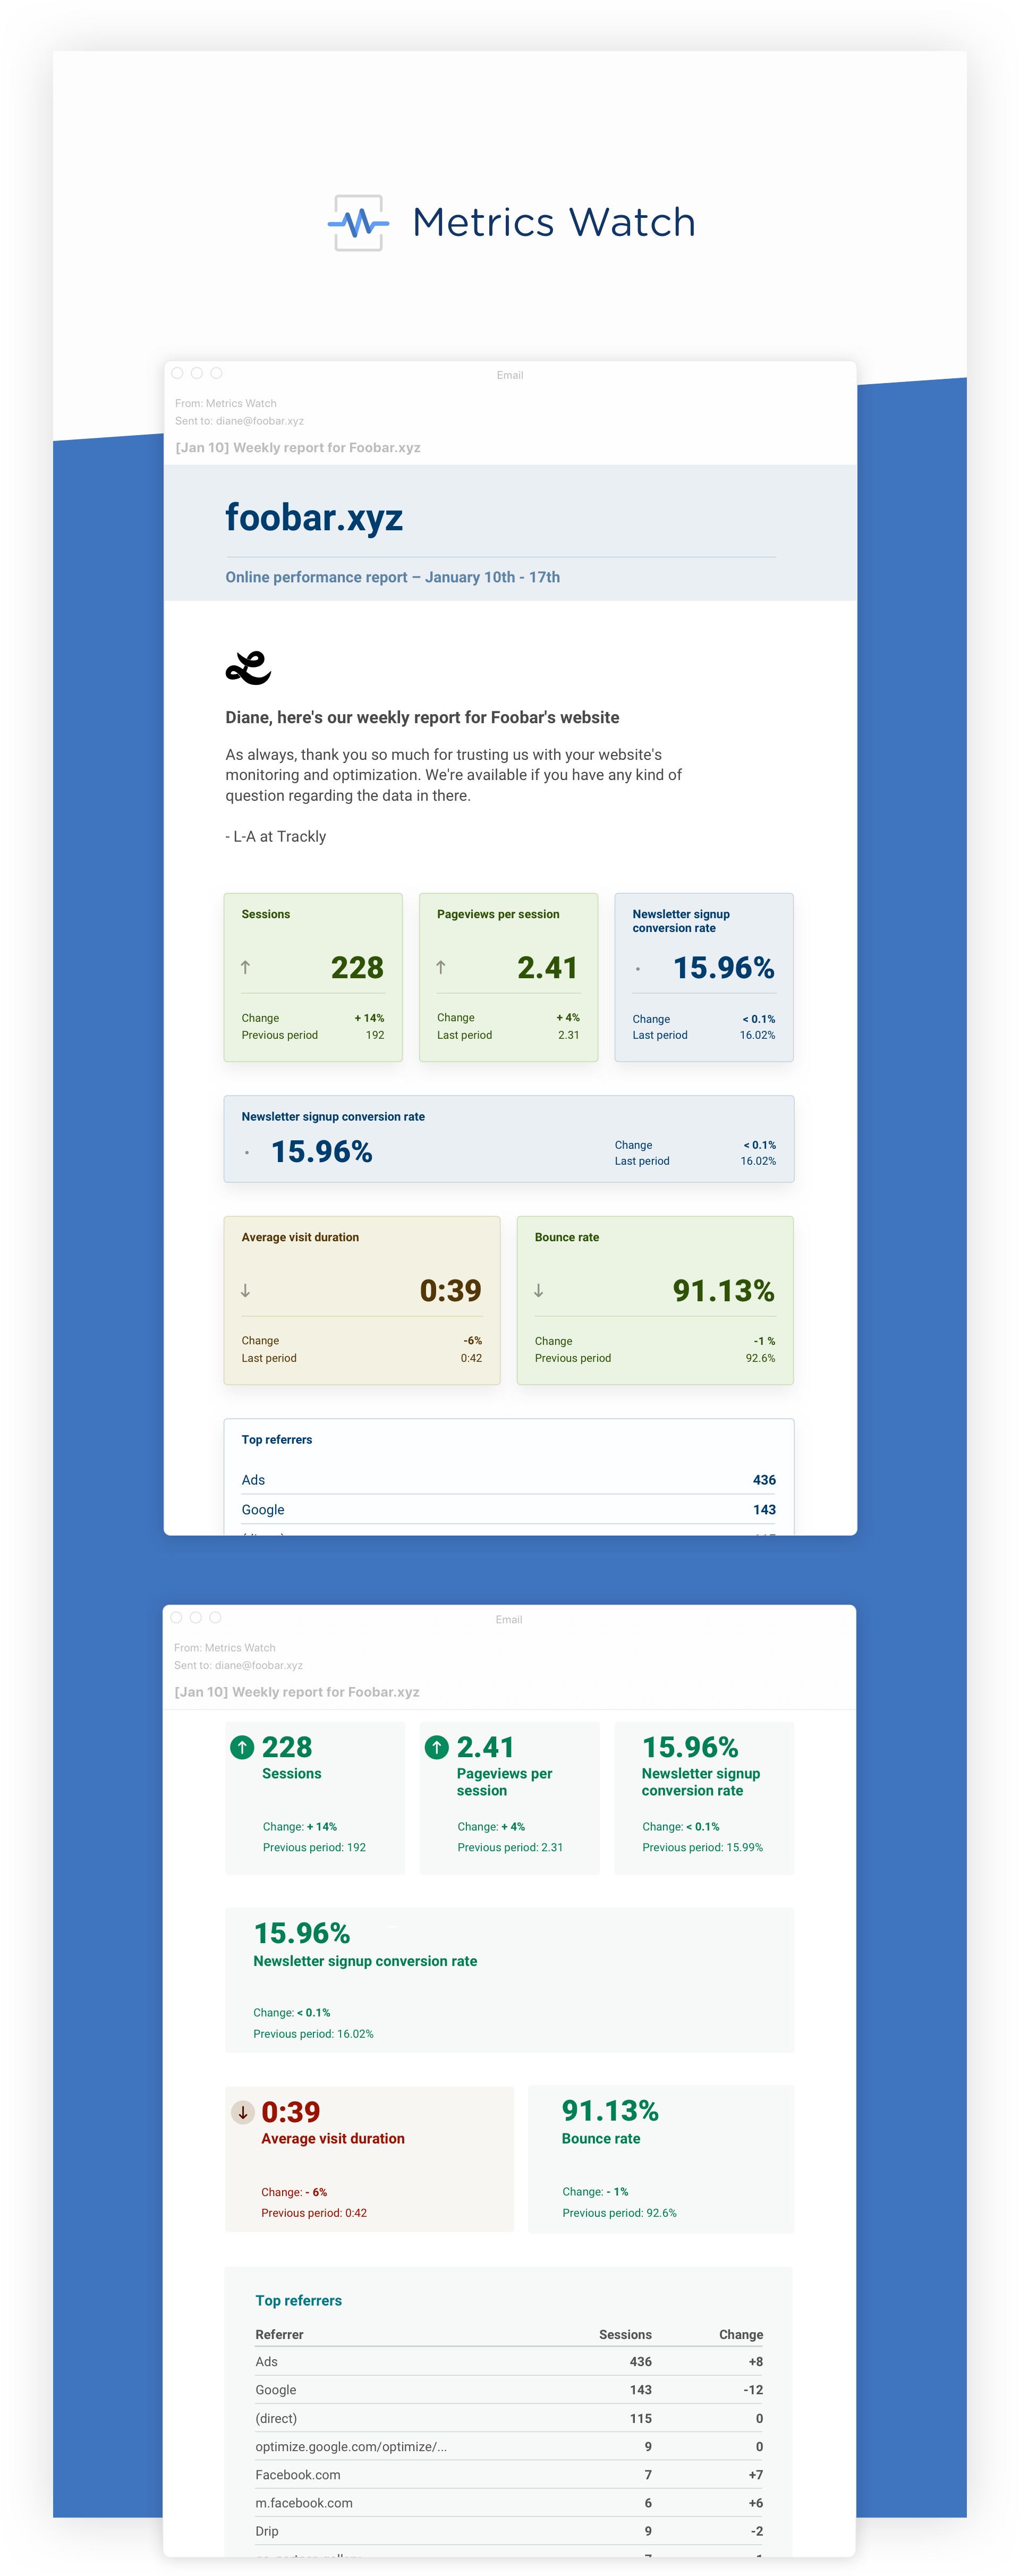 Metrics Watch
Email
From: Metrics Watch
Sent to: diane@foobar.xyz
[Jan 10] Weekly report for Foobar.xyz
foobar.xyz
Online performance report – January 10th - 17th
Diane, here's our weekly report for Foobar's website
As always, thank you so much for trusting us with your website's
monitoring and optimization. We're available if you have any kind of
question regarding the data in there.
- L-A at Trackly
Sessions
↑ 228
Change + 14%
Previous period 192
Pageviews per session
↑ 2.41
Change + 4%
Last period 2.31
Newsletter signup
conversion rate
· 15.96%
Change < 0.1%
Last period 16.02%
Newsletter signup conversion rate
· 15.96%
Change < 0.1%
Last period 16.02%
Average visit duration
↓ 0:39
Change -6%
Last period 0:42
Bounce rate
↓ 91.13%
Change -1 %
Previous period 92.6%
Top referrers
Ads 436
Google 143
Email
From: Metrics Watch
Sent to: diane@foobar.xyz
[Jan 10] Weekly report for Foobar.xyz
↑ 228
Sessions
Change: + 14%
Previous period: 192
↑ 2.41
Pageviews per
session
Change: + 4%
Previous period: 2.31
15.96%
Newsletter signup
conversion rate
Change: < 0.1%
Previous period: 15.99%
15.96%
Newsletter signup conversion rate
Change: < 0.1%
Previous period: 16.02%
↓ 0:39
Average visit duration
Change: - 6%
Previous period: 0:42
91.13%
Bounce rate
Change: - 1%
Previous period: 92.6%
Top referrers
Referrer Sessions Change
Ads 436 +8
Google 143 -12
(direct) 115 0
optimize.google.com/optimize/... 9 0
Facebook.com 7 +7
m.facebook.com 6 +6
Drip 9 -2